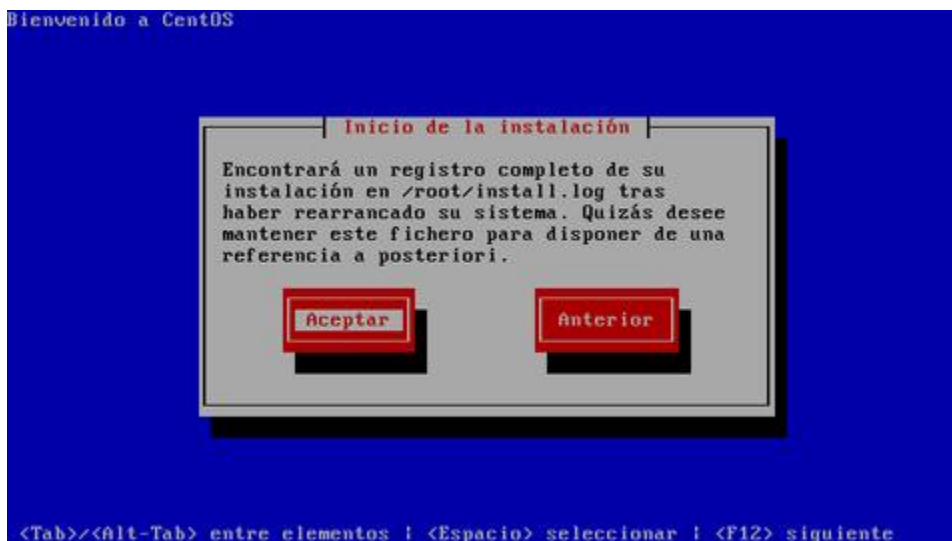 Bienvenido a CentOS
Inicio de la instalación
Encontrará un registro completo de su
instalación en /root/install.log tras
haber rearrancado su sistema. Quizás desee
mantener este fichero para disponer de una
referencia a posteriori.
Aceptar
Anterior
<Tab>/<Alt-Tab> entre elementos | <Espacio> seleccionar | <F12> siguiente